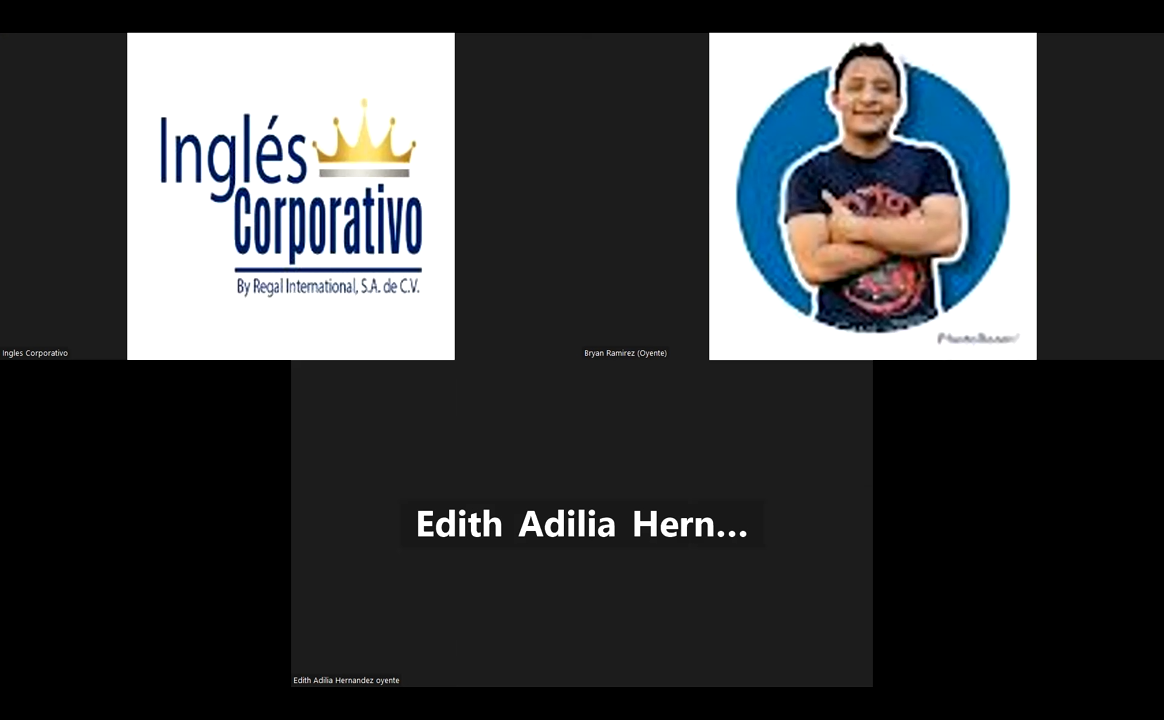 Inglés
Corporativo
By Regal International, S.A. de C.V.
Ingles Corporativo
Bryan Ramirez (Oyente)
Edith Adilia Hern...
Edith Adilia Hernandez oyente